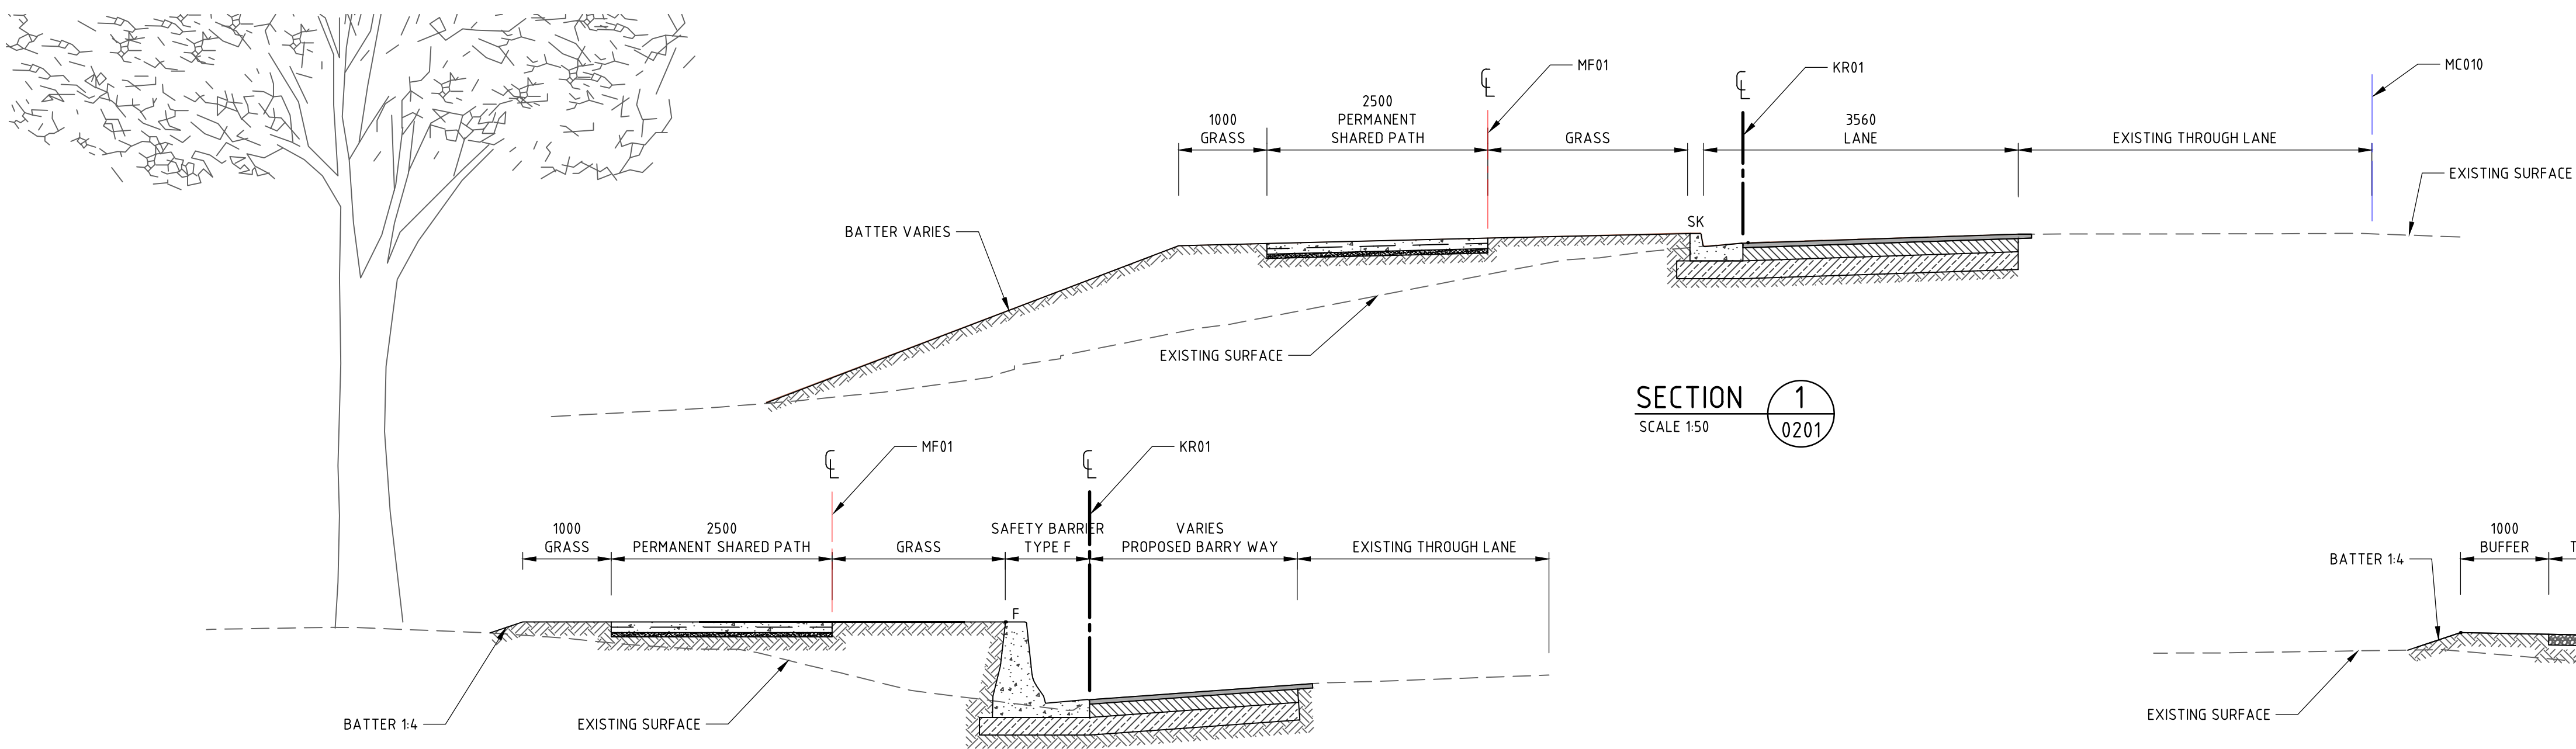 MF01
KR01
MC010
1000
GRASS
2500
PERMANENT
SHARED PATH
GRASS
3560
LANE
EXISTING THROUGH LANE
EXISTING SURFACE
BATTER VARIES
SK
EXISTING SURFACE
SECTION 1
SCALE 1:50 0201
MF01
KR01
1000
GRASS
2500
PERMANENT SHARED PATH
GRASS
SAFETY BARRIER
TYPE F
VARIES
PROPOSED BARRY WAY
EXISTING THROUGH LANE
F
BATTER 1:4
EXISTING SURFACE
1000
BUFFER
BATTER 1:4
EXISTING SURFACE